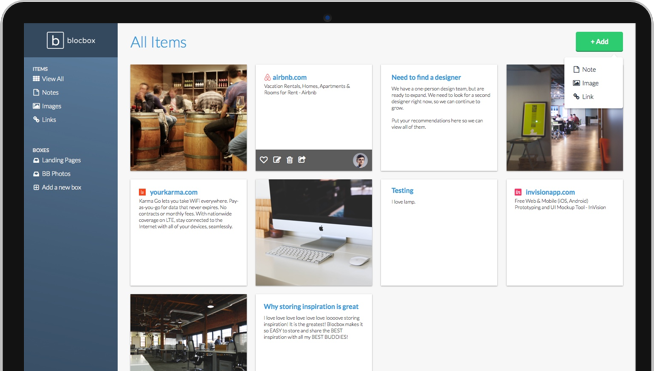 b blocbox
All Items
+ Add
Note
Image
Link
ITEMS
View All
Notes
Images
Links
BOXES
Landing Pages
BB Photos
Add a new box
airbnb.com
Vacation Rentals, Homes, Apartments &
Rooms for Rent - Airbnb
Need to find a designer
We have a one-person design team, but are
ready to expand. We need to look for a second
designer right now, so we can continue to
grow.
Put your recommendations here so we can
view all of them.
yourkarma.com
Karma Go lets you take WiFi everywhere. Pay-
as-you-go for data that never expires. No
contracts or monthly fees. With nationwide
coverage on LTE, stay connected to the
Internet with all of your devices, seamlessly.
Testing
I love lamp.
invisionapp.com
Free Web & Mobile (iOS, Android)
Prototyping and UI Mockup Tool - InVision
Why storing inspiration is great
I love love love love love loooove storing
inspiration! It is the greatest! Blocbox makes it
so EASY to store and share the BEST
inspiration with all my BEST BUDDIES!